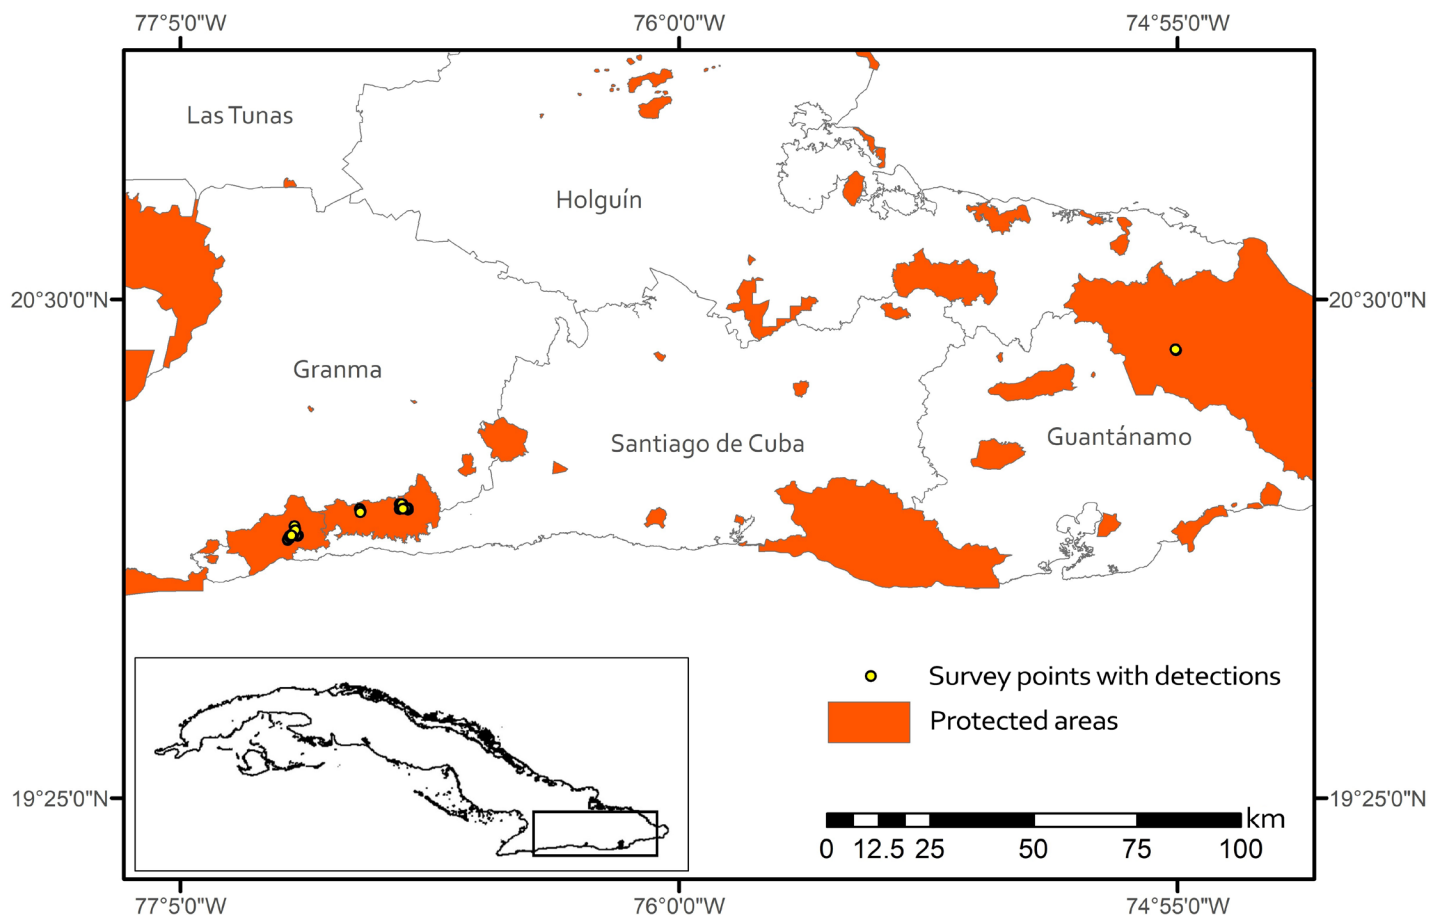 77°5'0"W 76°0'0"W 74°55'0"W
Las Tunas
Holguín
20°30'0"N 20°30'0"N
Granma
Santiago de Cuba
Guantánamo
Survey points with detections
Protected areas
19°25'0"N 19°25'0"N
km
0 12.5 25 50 75 100
77°5'0"W 76°0'0"W 74°55'0"W